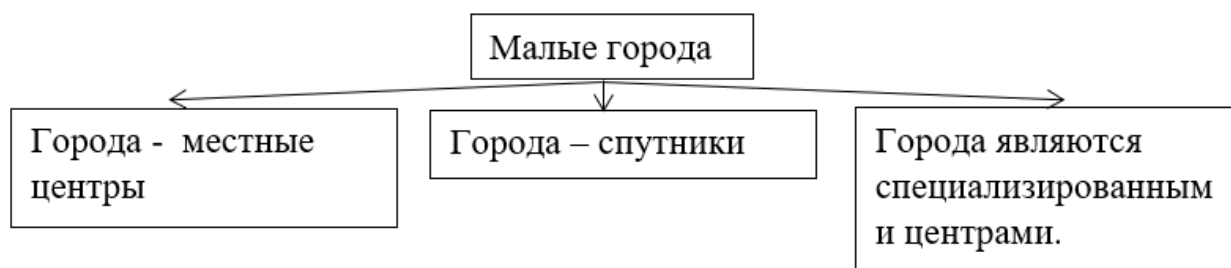 Малые города
Города -  местные
центры
Города – спутники
Города являются
специализированным
и центрами.